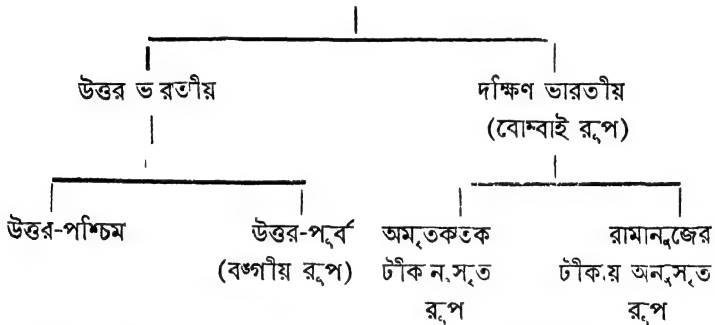 উত্তর ভারতীয়
দক্ষিণ ভারতীয়
(বোম্বাই রূপ)
উত্তর-পশ্চিম
উত্তর-পূর্ব
(বঙ্গীয় রূপ)
অমৃতকতক
টীকানুসৃত
রূপ
রামানুজের
টীকায় অনুসৃত
রূপ